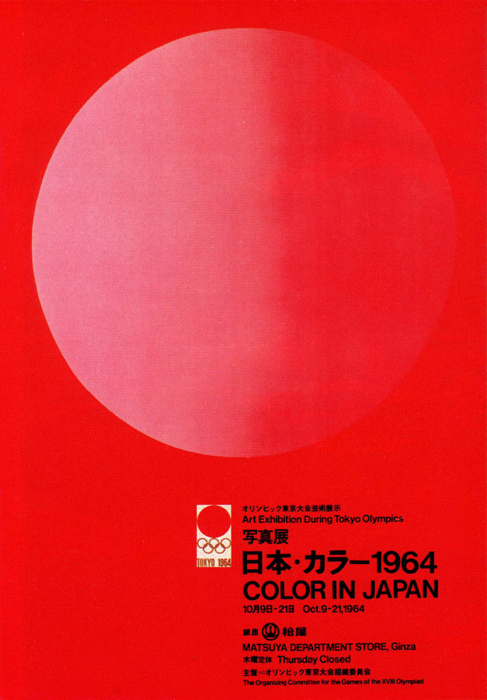 オリンピック東京大会芸術展示
Art Exhibition During Tokyo Olympics
写真展
日本・カラー1964
COLOR IN JAPAN
10月9日-21日 Oct.9-21,1964
TOKYO 1964
銀座 松屋
MATSUYA DEPARTMENT STORE, Ginza
木曜定休 Thursday Closed
主催=オリンピック東京大会組織委員会
The Organizing Committee for the Games of the XVIII Olympiad